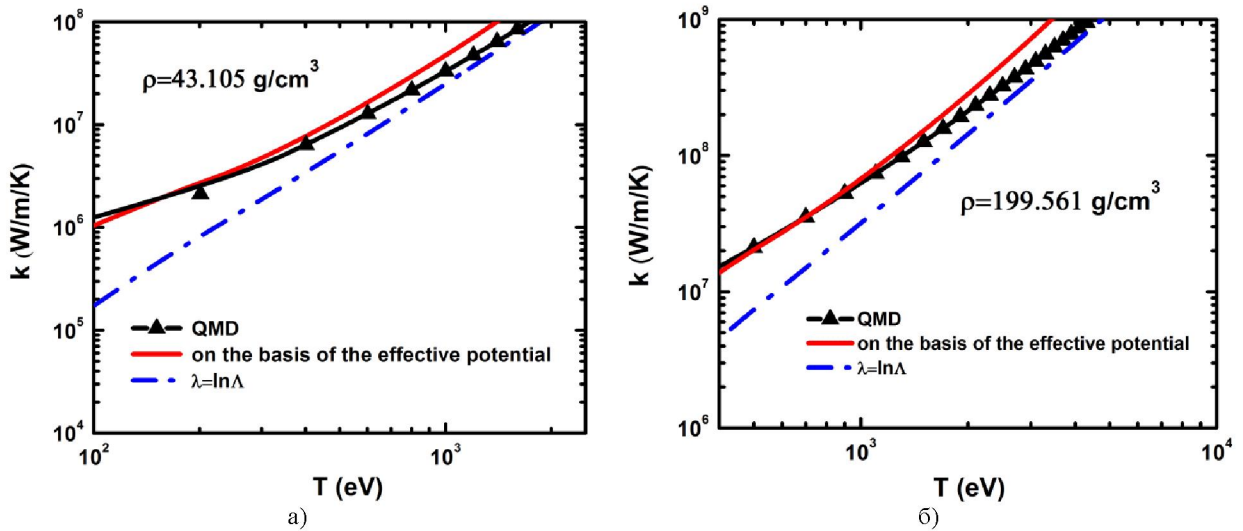 10^8
10^7
10^6
10^5
10^4
k (W/m/K)
ρ=43.105 g/cm^3
QMD
on the basis of the effective potential
λ=lnΛ
10^2
10^3
T (eV)
а)
10^9
10^8
10^7
10^6
k (W/m/K)
ρ=199.561 g/cm^3
QMD
on the basis of the effective potential
λ=lnΛ
10^3
10^4
T (eV)
б)